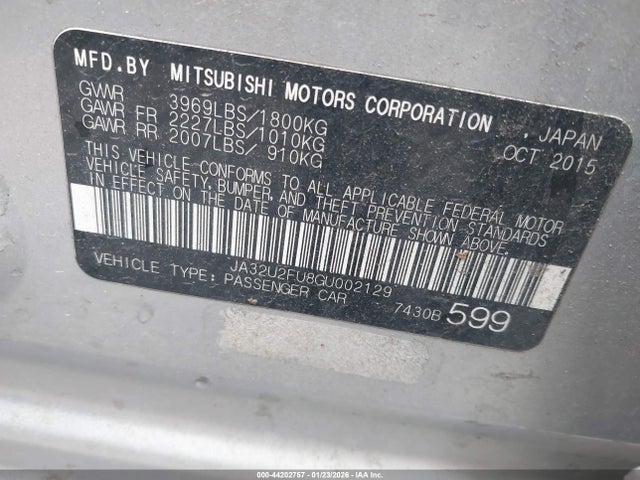 MFD.BY MITSUBISHI MOTORS CORPORATION , JAPAN
GVWR 3969LBS/1800KG OCT 2015
GAWR FR 2227LBS/1010KG
GAWR RR 2007LBS/ 910KG
THIS VEHICLE CONFORMS TO ALL APPLICABLE FEDERAL MOTOR
VEHICLE SAFETY, BUMPER, AND THEFT PREVENTION STANDARDS
IN EFFECT ON THE DATE OF MANUFACTURE SHOWN ABOVE.
JA32U2FU8GU002129
VEHICLE TYPE: PASSENGER CAR 7430B 599
000-44202757 - 01/23/2026 - IAA Inc. Copyright